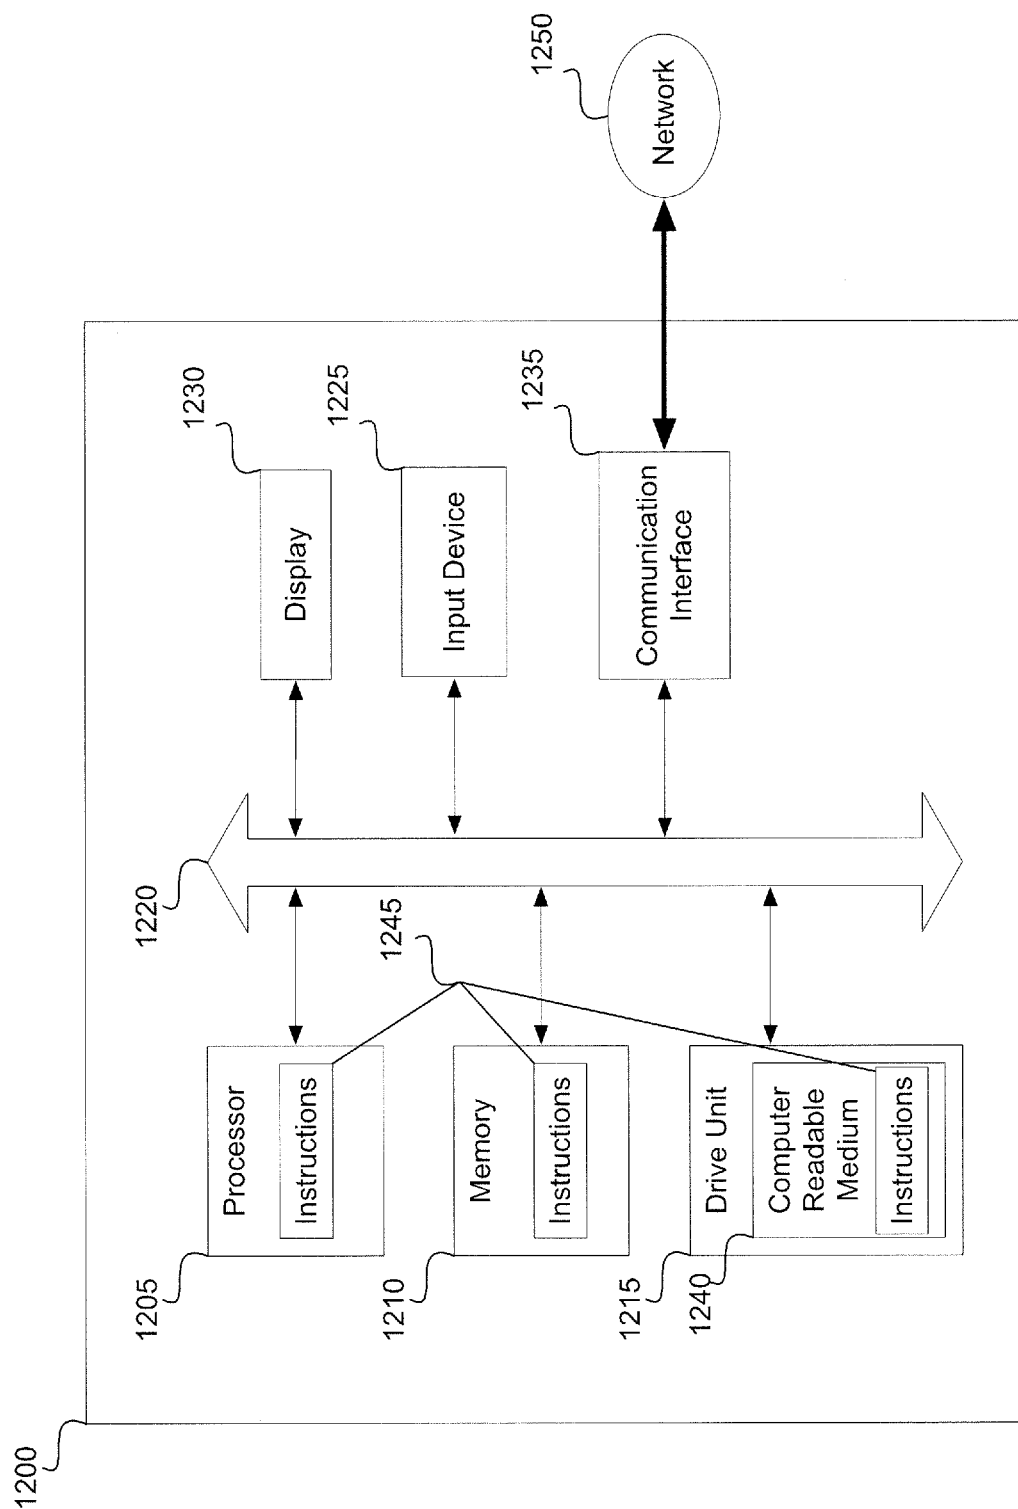 1200
1205
Processor
Instructions
1210
Memory
Instructions
1215
Drive Unit
1240
Computer
Readable
Medium
Instructions
1245
1220
1230
Display
1225
Input Device
1235
Communication
Interface
1250
Network